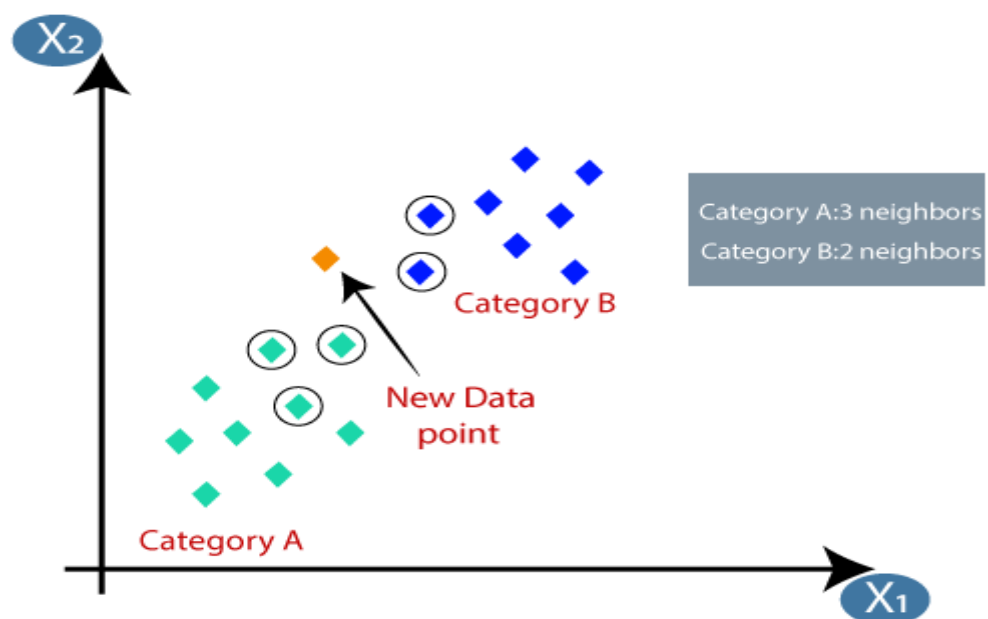 X₂
Category A:3 neighbors
Category B:2 neighbors
Category B
New Data
point
Category A
X₁